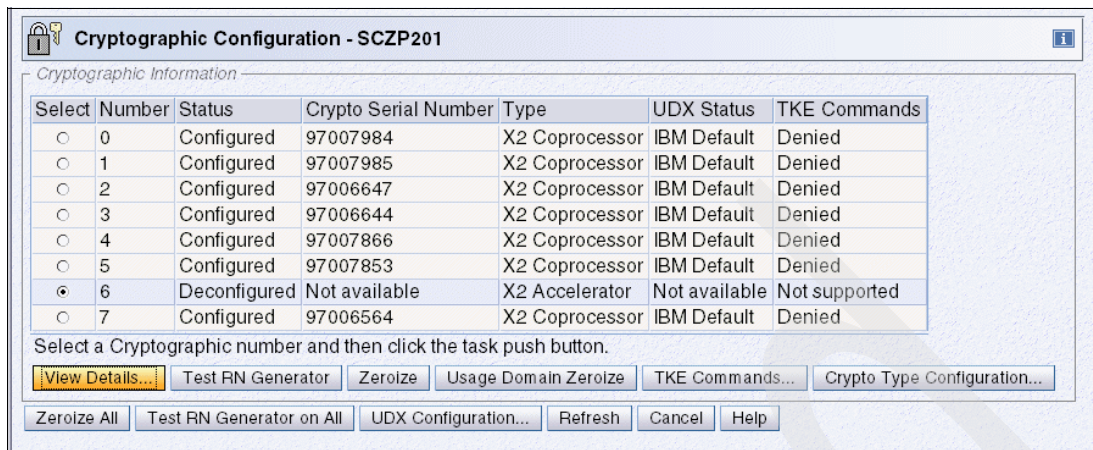 Cryptographic Configuration - SCZP201
i
Cryptographic Information
Select Number Status Crypto Serial Number Type UDX Status TKE Commands
0 Configured 97007984 X2 Coprocessor IBM Default Denied
1 Configured 97007985 X2 Coprocessor IBM Default Denied
2 Configured 97006647 X2 Coprocessor IBM Default Denied
3 Configured 97006644 X2 Coprocessor IBM Default Denied
4 Configured 97007866 X2 Coprocessor IBM Default Denied
5 Configured 97007853 X2 Coprocessor IBM Default Denied
6 Deconfigured Not available X2 Accelerator Not available Not supported
7 Configured 97006564 X2 Coprocessor IBM Default Denied
Select a Cryptographic number and then click the task push button.
View Details... Test RN Generator Zeroize Usage Domain Zeroize TKE Commands... Crypto Type Configuration...
Zeroize All Test RN Generator on All UDX Configuration... Refresh Cancel Help